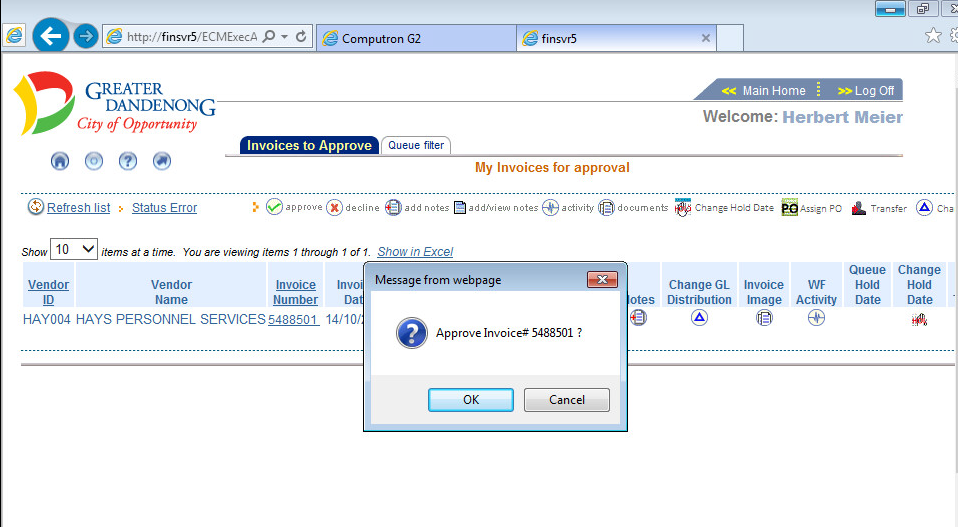 http://finsvr5/ECMExecA
Computron G2
finsvr5
GREATER
DANDENONG
City of Opportunity
<< Main Home >> Log Off
Welcome: Herbert Meier
Invoices to Approve
Queue filter
My Invoices for approval
Refresh list Status Error
approve decline add notes add/view notes activity documents Change Hold Date PO Assign PO Transfer Cha
Show 10 items at a time. You are viewing items 1 through 1 of 1. Show in Excel
Vendor ID
Vendor Name
Invoice Number
Invoi
Dat
lotes
Change GL Distribution
Invoice Image
WF Activity
Queue Hold Date
Change Hold Date
HAY004 HAYS PERSONNEL SERVICES 5488501 14/10/
Message from webpage
Approve Invoice# 5488501 ?
OK
Cancel